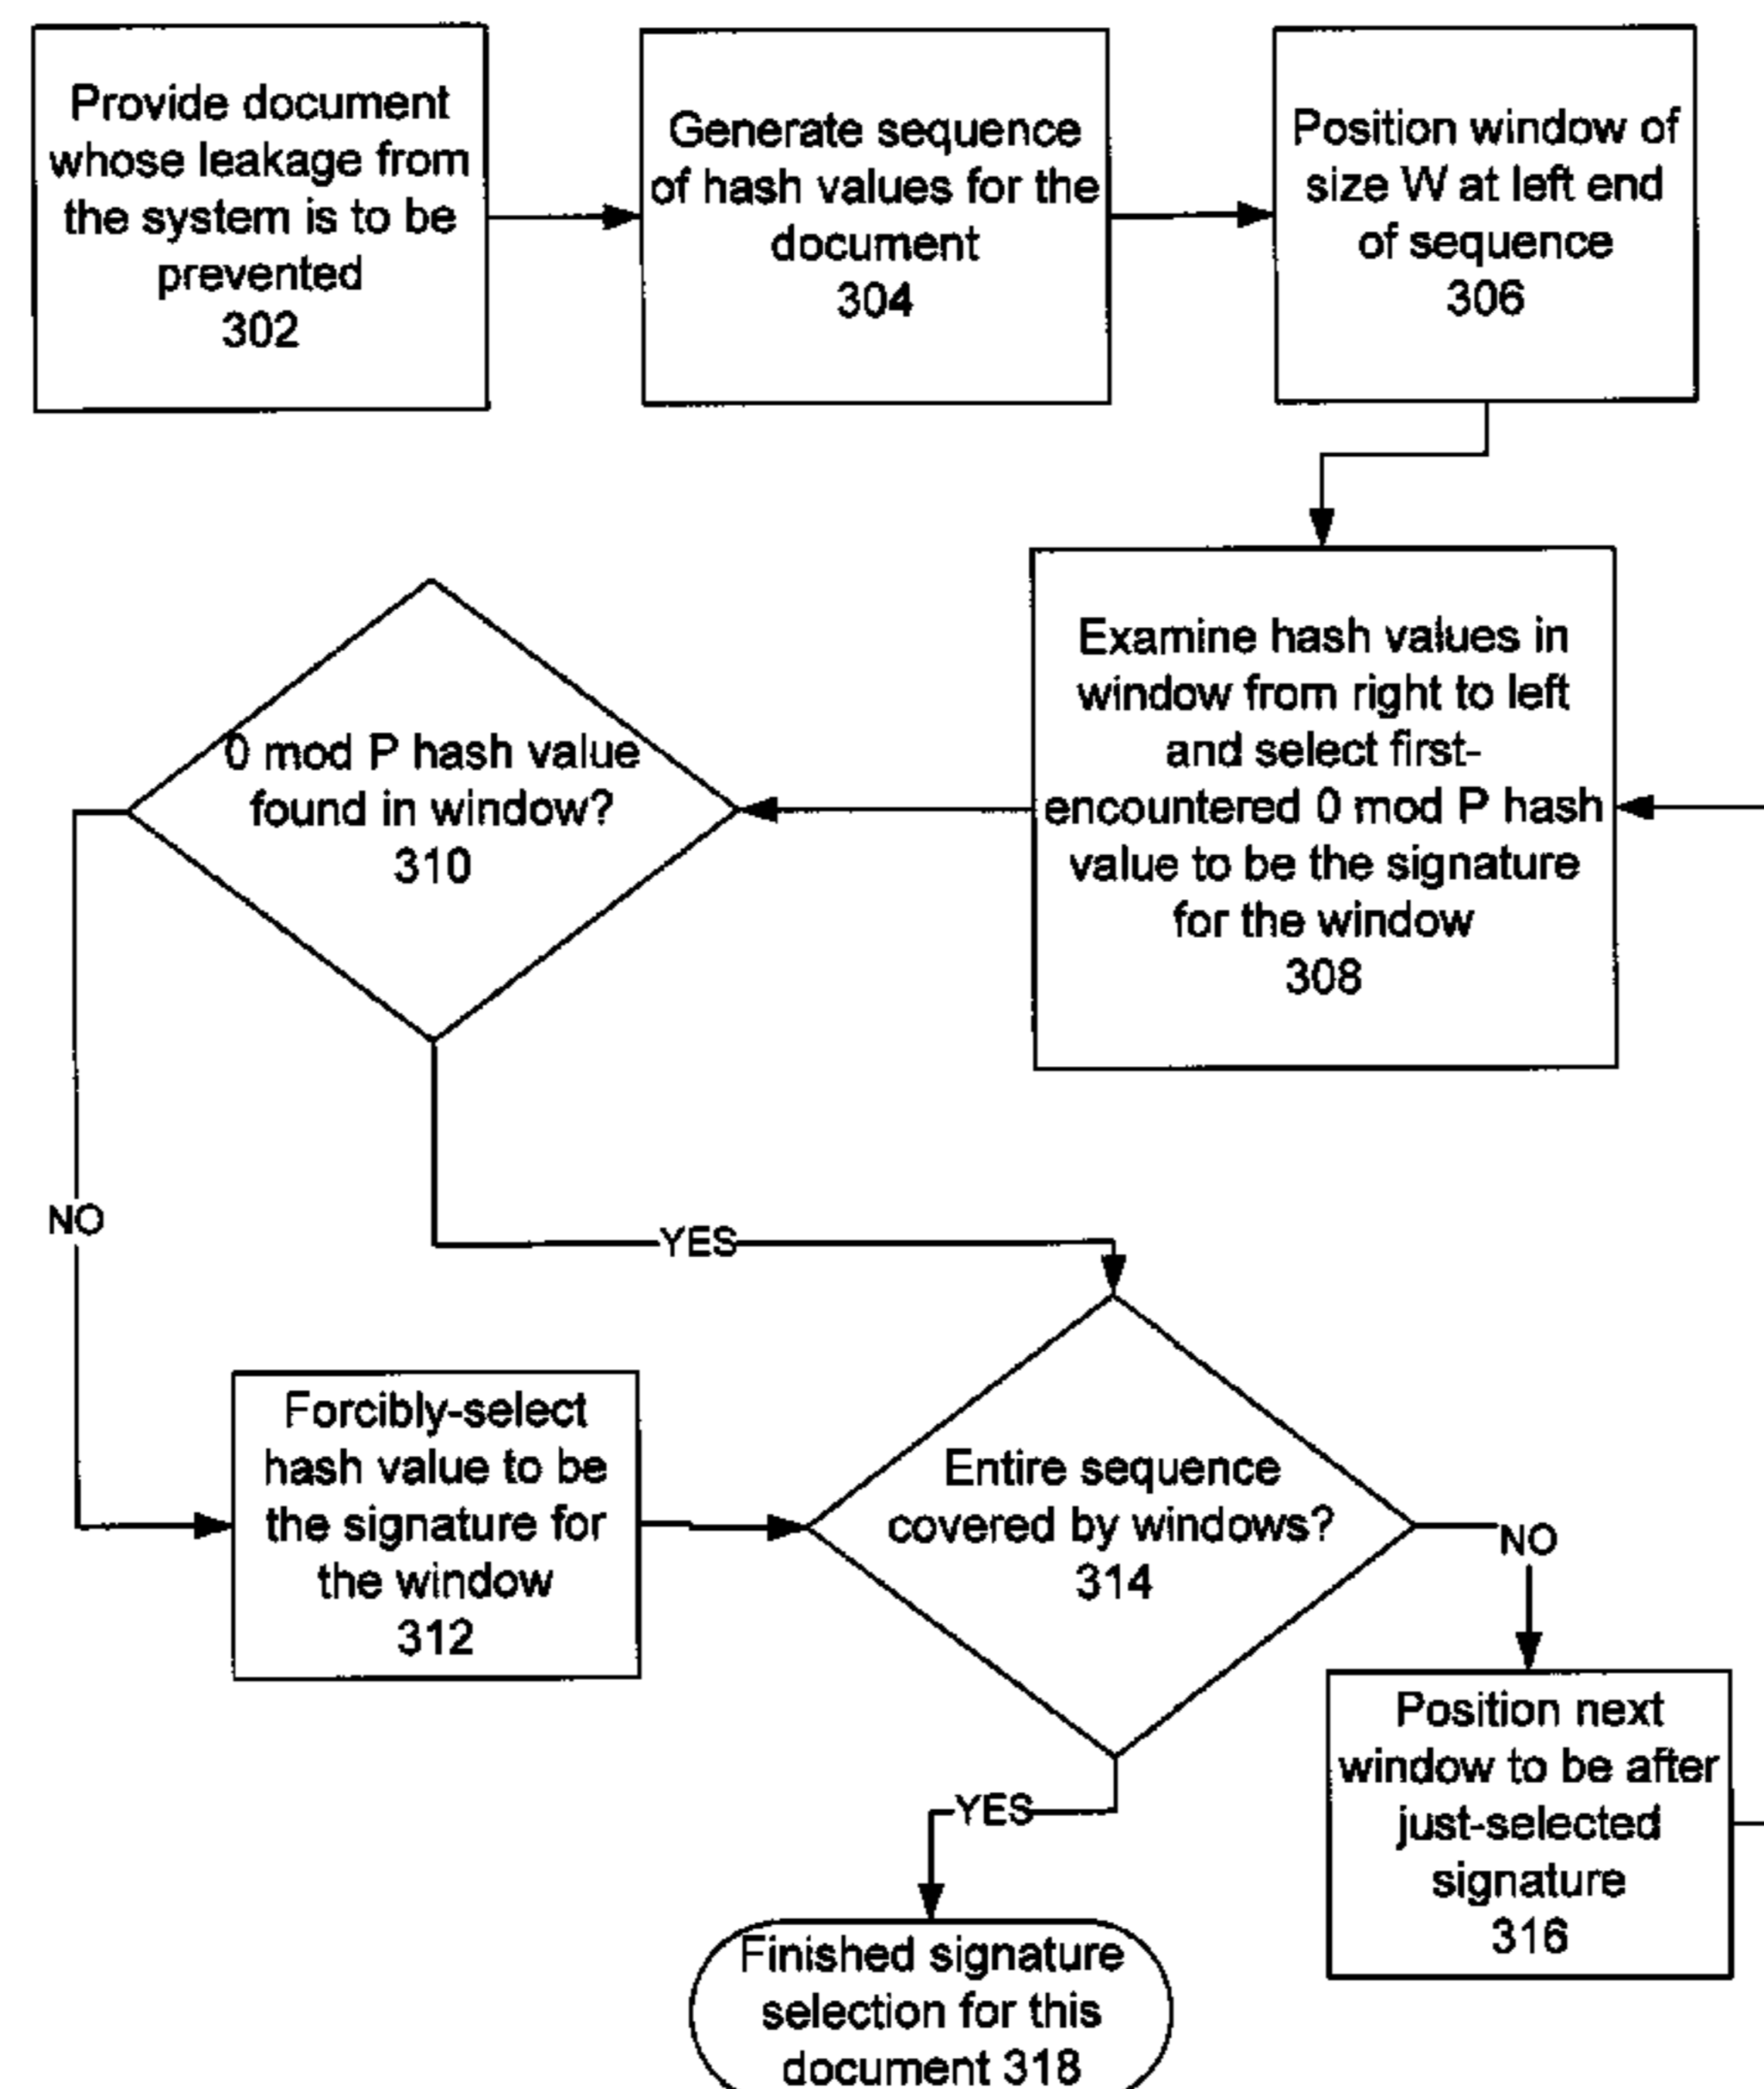 Provide document
whose leakage from
the system is to be
prevented
302
Generate sequence
of hash values for the
document
304
Position window of
size W at left end
of sequence
306
Examine hash values in
window from right to left
and select first-
encountered 0 mod P hash
value to be the signature
for the window
308
0 mod P hash value
found in window?
310
NO
YES
Forcibly-select
hash value to be
the signature for
the window
312
Entire sequence
covered by windows?
314
NO
Position next
window to be after
just-selected
signature
316
YES
Finished signature
selection for this
document 318